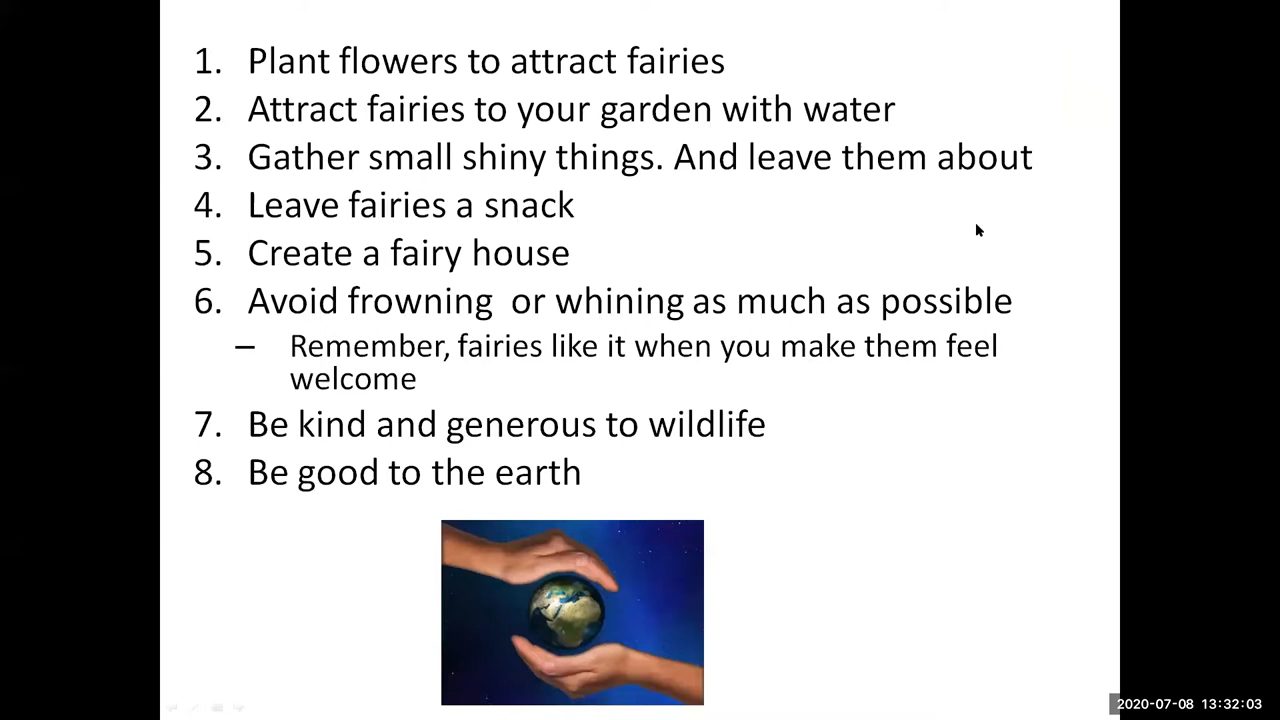 1. Plant flowers to attract fairies
2. Attract fairies to your garden with water
3. Gather small shiny things. And leave them about
4. Leave fairies a snack
5. Create a fairy house
6. Avoid frowning  or whining as much as possible
– Remember, fairies like it when you make them feel
welcome
7. Be kind and generous to wildlife
8. Be good to the earth
2020-07-08 13:32:03